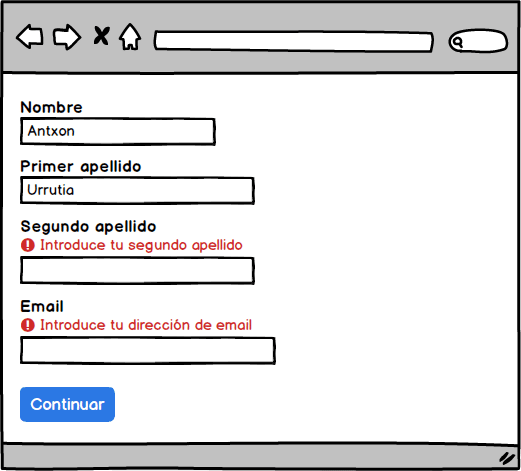 Nombre
Antxon
Primer apellido
Urrutia
Segundo apellido
Introduce tu segundo apellido
Email
Introduce tu dirección de email
Continuar